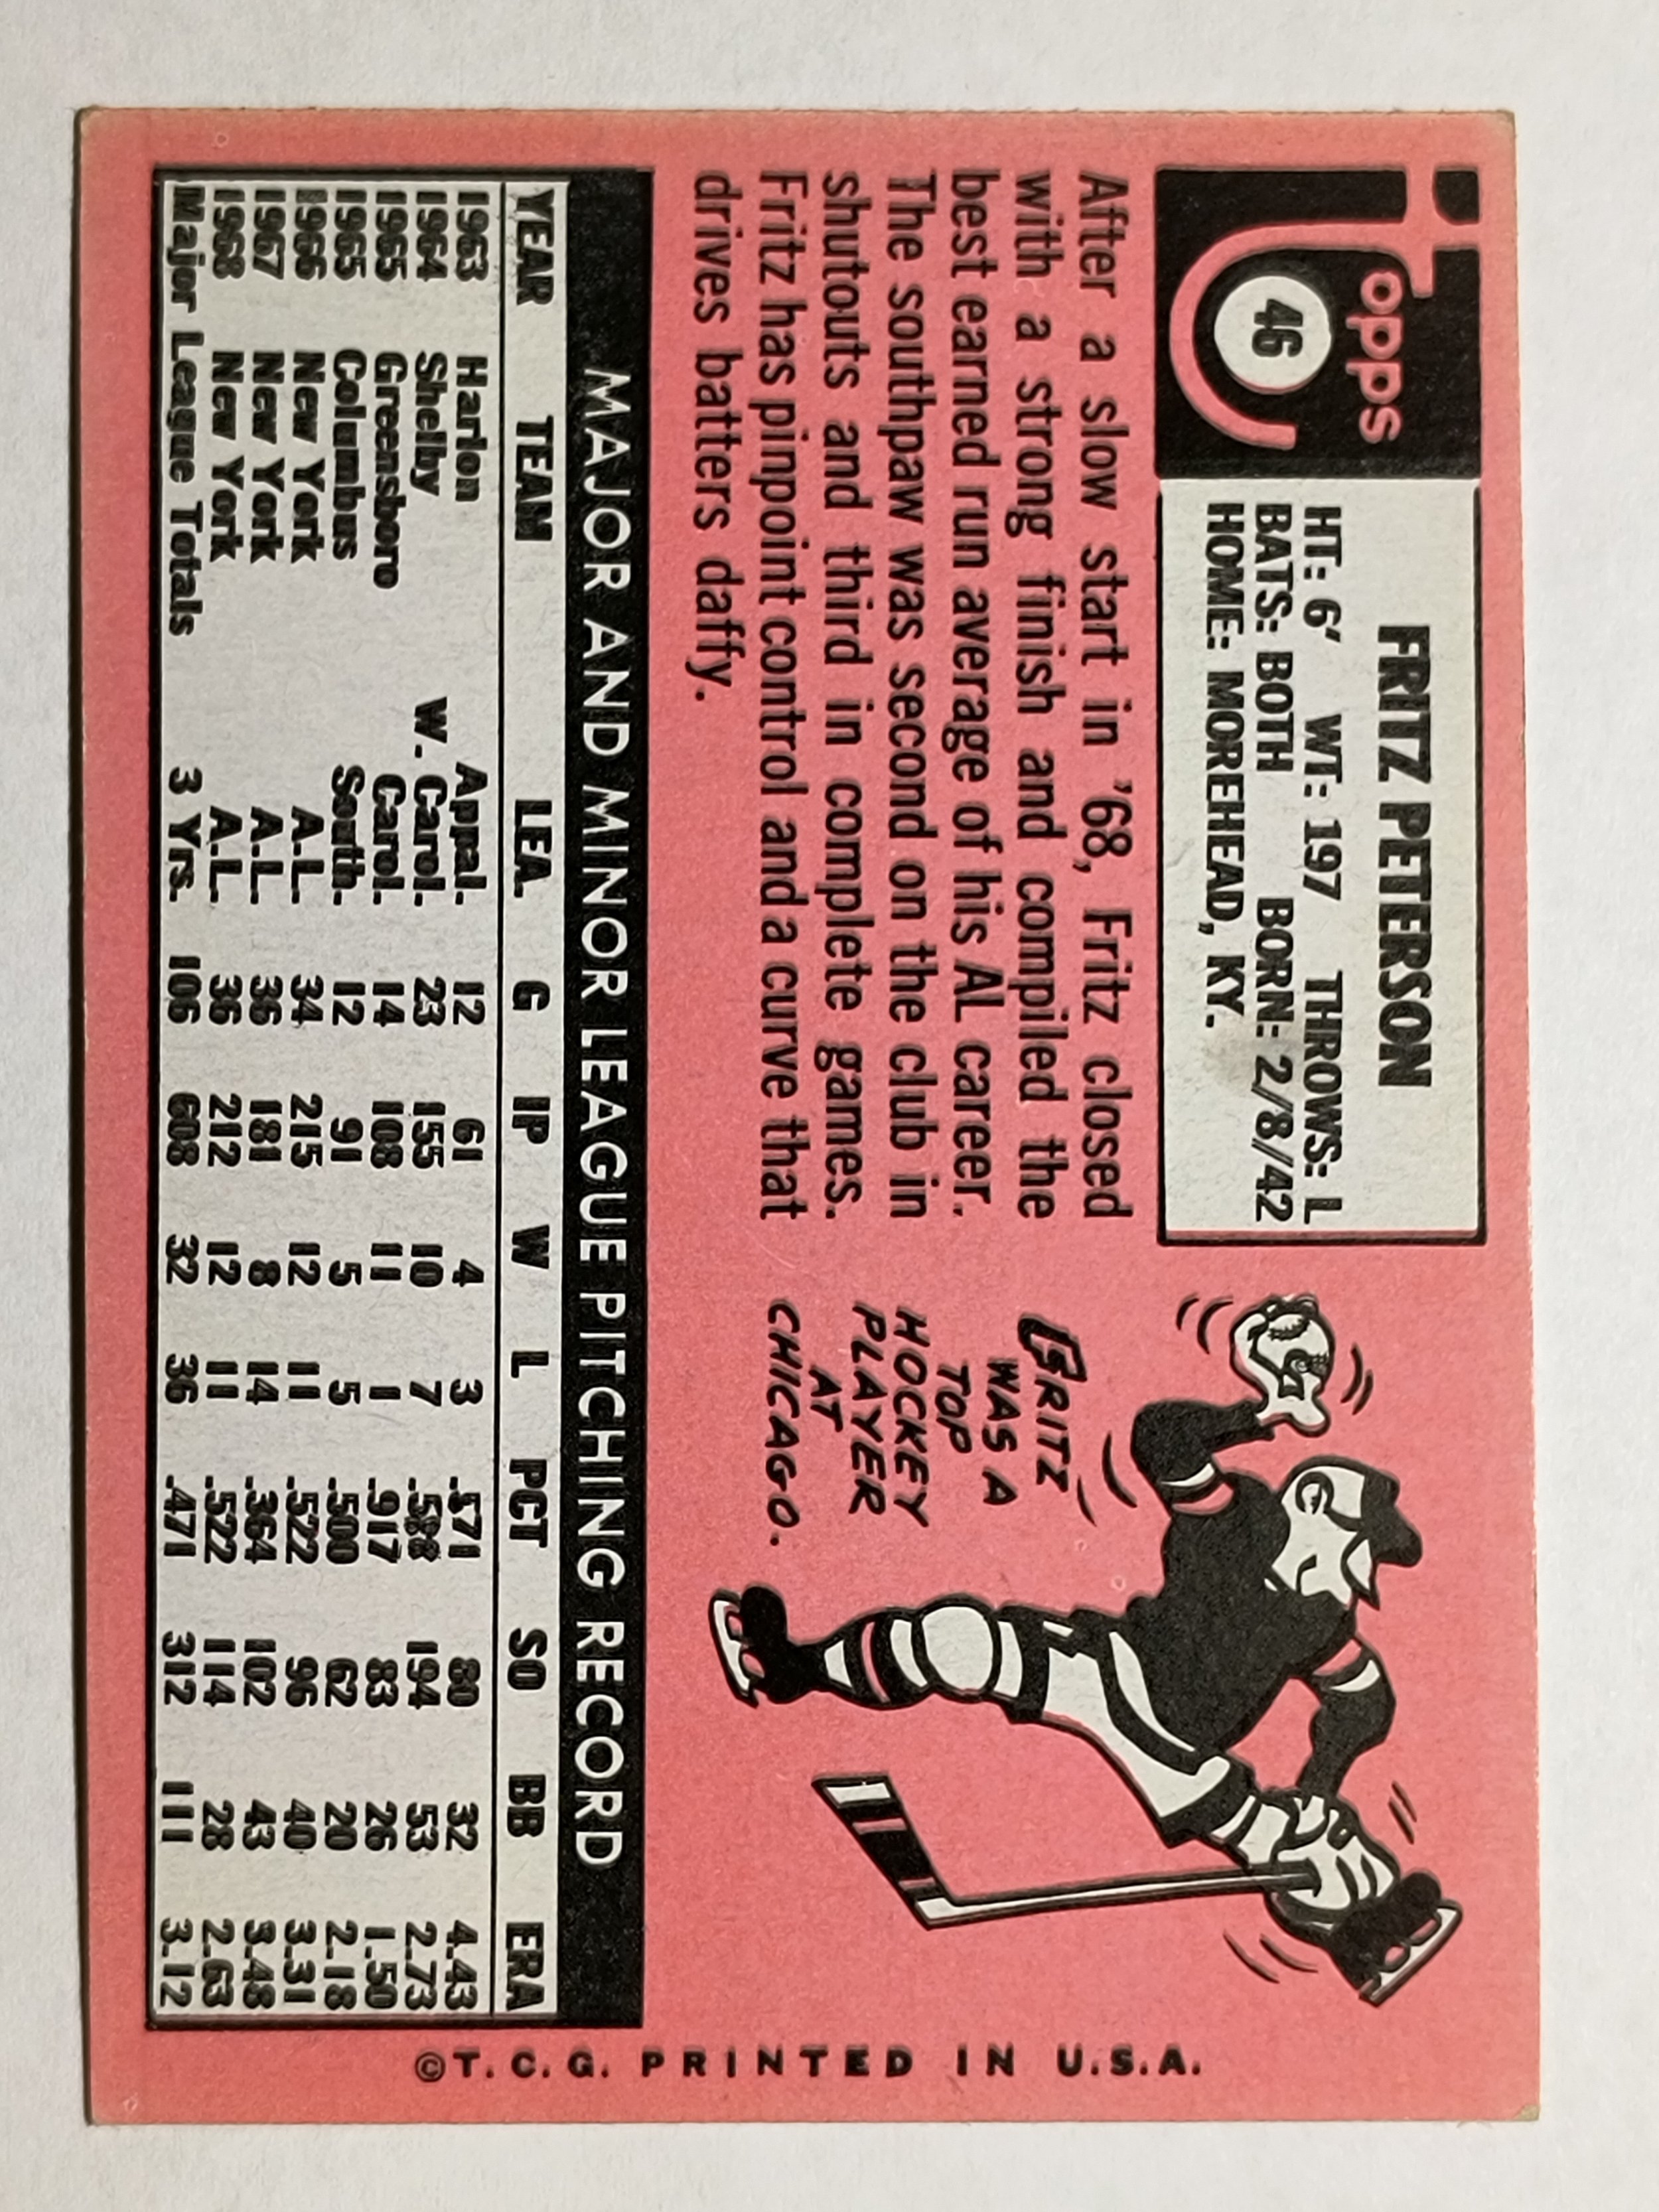 Topps
46
FRITZ PETERSON
HT: 6' WT: 197 THROWS: L
BATS: BOTH BORN: 2/8/42
HOME: MOREHEAD, KY.
After a slow start in '68, Fritz closed
with a strong finish and compiled the
best earned run average of his AL career.
The southpaw was second on the club in
shutouts and third in complete games.
Fritz has pinpoint control and a curve that
drives batters daffy.
FRITZ
WAS A
TOP
HOCKEY
PLAYER
AT
CHICAGO.
MAJOR AND MINOR LEAGUE PITCHING RECORD
YEAR TEAM LEA. G IP W L PCT SO BB ERA
1963 Harlon Appal. 12 61 4 3 .571 80 32 4.43
1964 Shelby W. Carol. 23 155 10 7 .588 194 53 2.73
1965 Greensboro Carol. 14 108 11 1 .917 83 26 1.50
1965 Columbus South. 12 91 5 5 .500 62 20 2.18
1966 New York A.L. 34 215 12 11 .522 96 40 3.31
1967 New York A.L. 36 181 8 14 .364 102 43 3.48
1968 New York A.L. 36 212 12 11 .522 114 28 2.63
Major League Totals 3 Yrs. 106 608 32 36 .471 312 111 3.12
©T.C.G. PRINTED IN U.S.A.